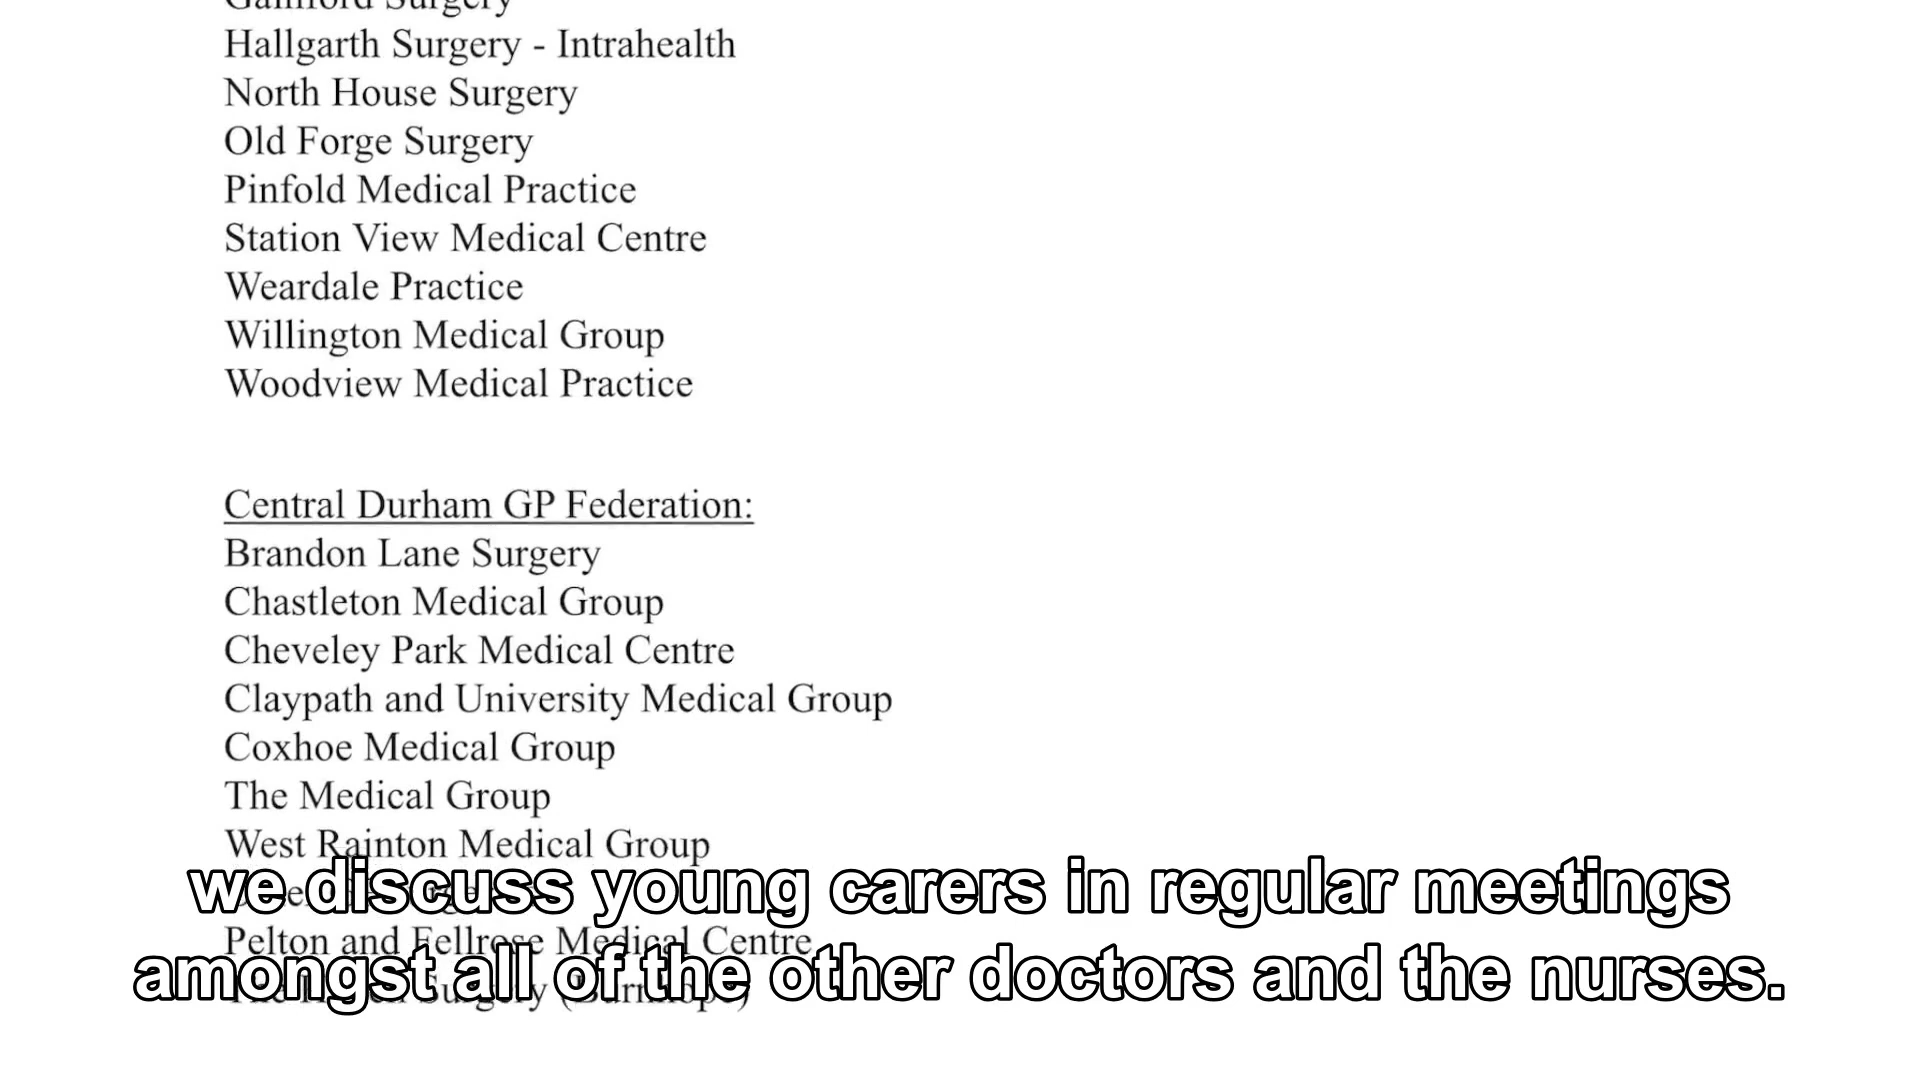 Surgery
Hallgarth Surgery - Intrahealth
North House Surgery
Old Forge Surgery
Pinfold Medical Practice
Station View Medical Centre
Weardale Practice
Willington Medical Group
Woodview Medical Practice
Central Durham GP Federation:
Brandon Lane Surgery
Chastleton Medical Group
Cheveley Park Medical Centre
Claypath and University Medical Group
Coxhoe Medical Group
The Medical Group
West Rainton Medical Group
Pelton and Fellrose Medical Centre
Surgery
we discuss young carers in regular meetings
amongst all of the other doctors and the nurses.